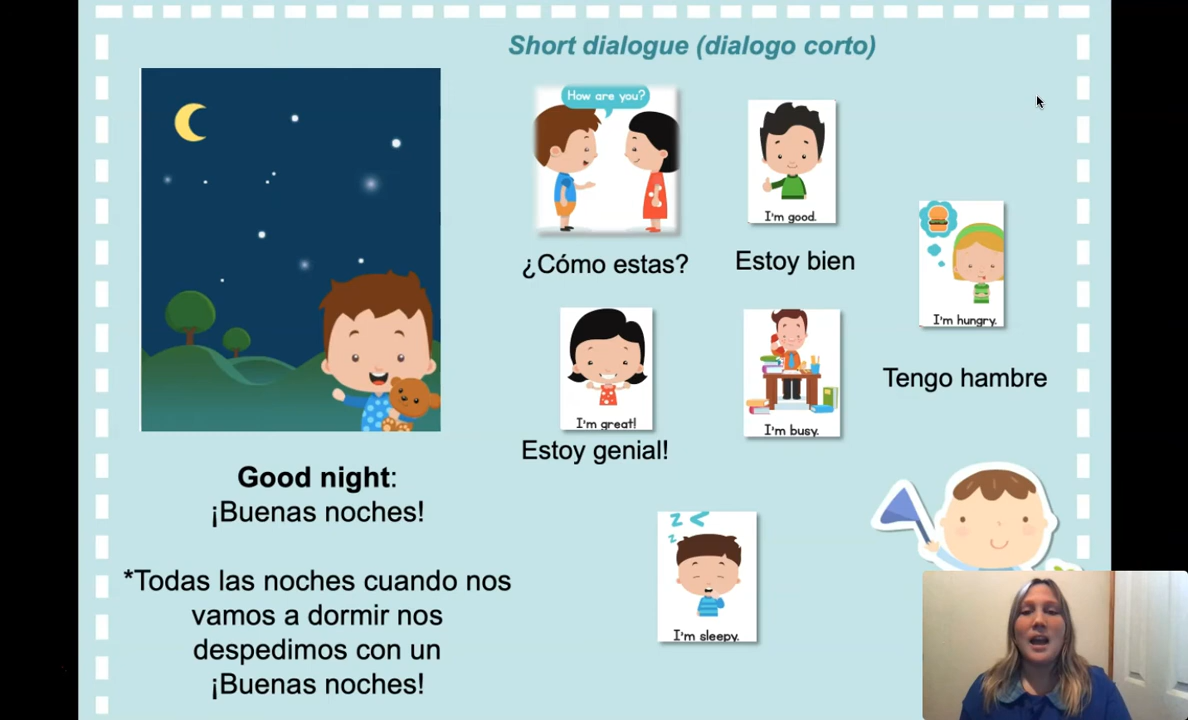 Short dialogue (dialogo corto)
How are you?
¿Cómo estas?
I'm good.
Estoy bien
I'm hungry.
Tengo hambre
I'm great!
Estoy genial!
I'm busy.
I'm sleepy.
z z
Good night:
¡Buenas noches!
*Todas las noches cuando nos
vamos a dormir nos
despedimos con un
¡Buenas noches!